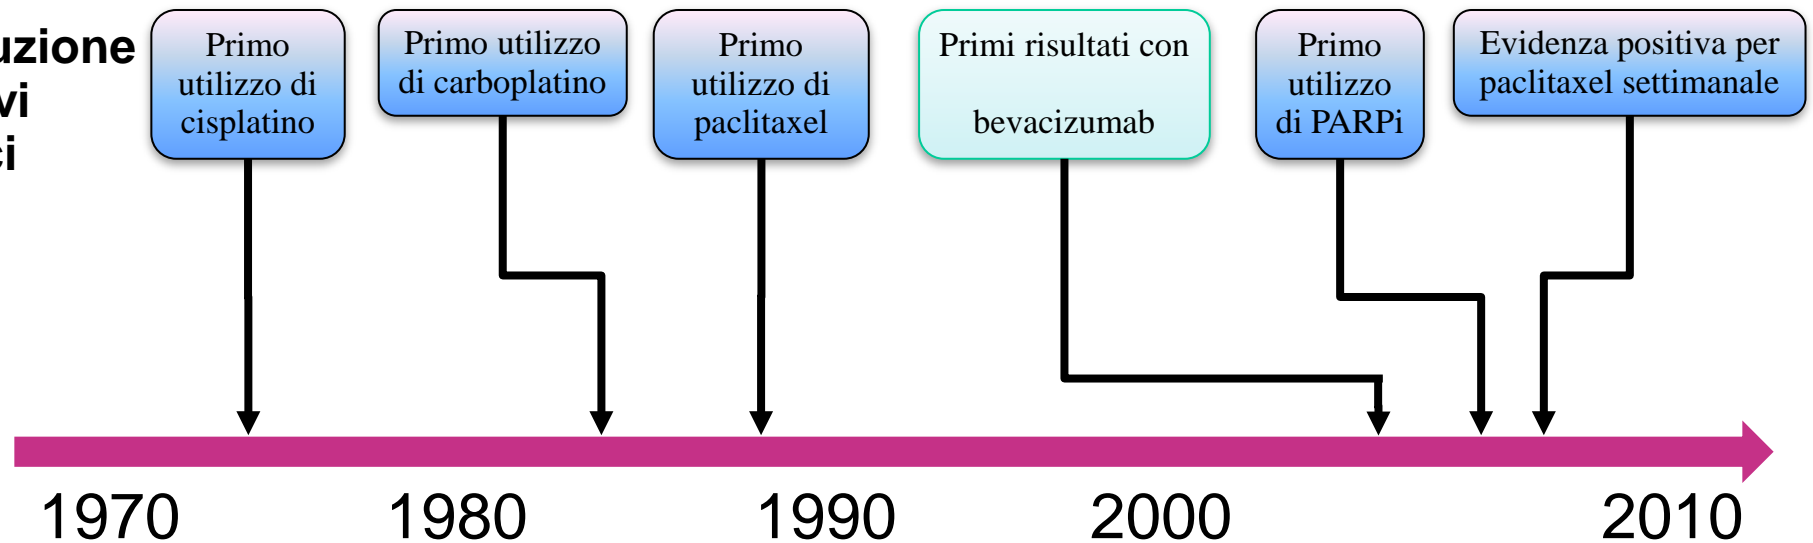 uzione
vi
ci
Primo
utilizzo di
cisplatino
Primo utilizzo
di carboplatino
Primo
utilizzo di
paclitaxel
Primi risultati con
bevacizumab
Primo
utilizzo
di PARPi
Evidenza positiva per
paclitaxel settimanale
1970 1980 1990 2000 2010